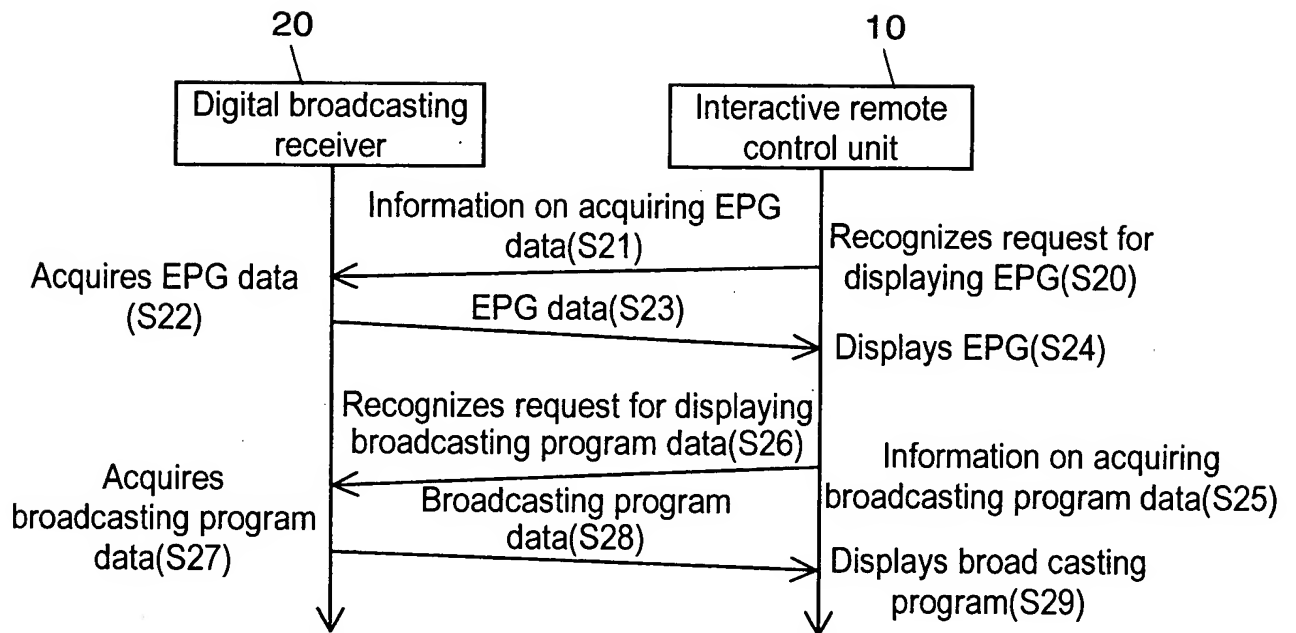 20
10
Digital broadcasting
receiver
Interactive remote
control unit
Information on acquiring EPG
data(S21)
Recognizes request for
displaying EPG(S20)
Acquires EPG data
(S22)
EPG data(S23)
Displays EPG(S24)
Recognizes request for displaying
broadcasting program data(S26)
Information on acquiring
broadcasting program data(S25)
Acquires
broadcasting program
data(S27)
Broadcasting program
data(S28)
Displays broad casting
program(S29)